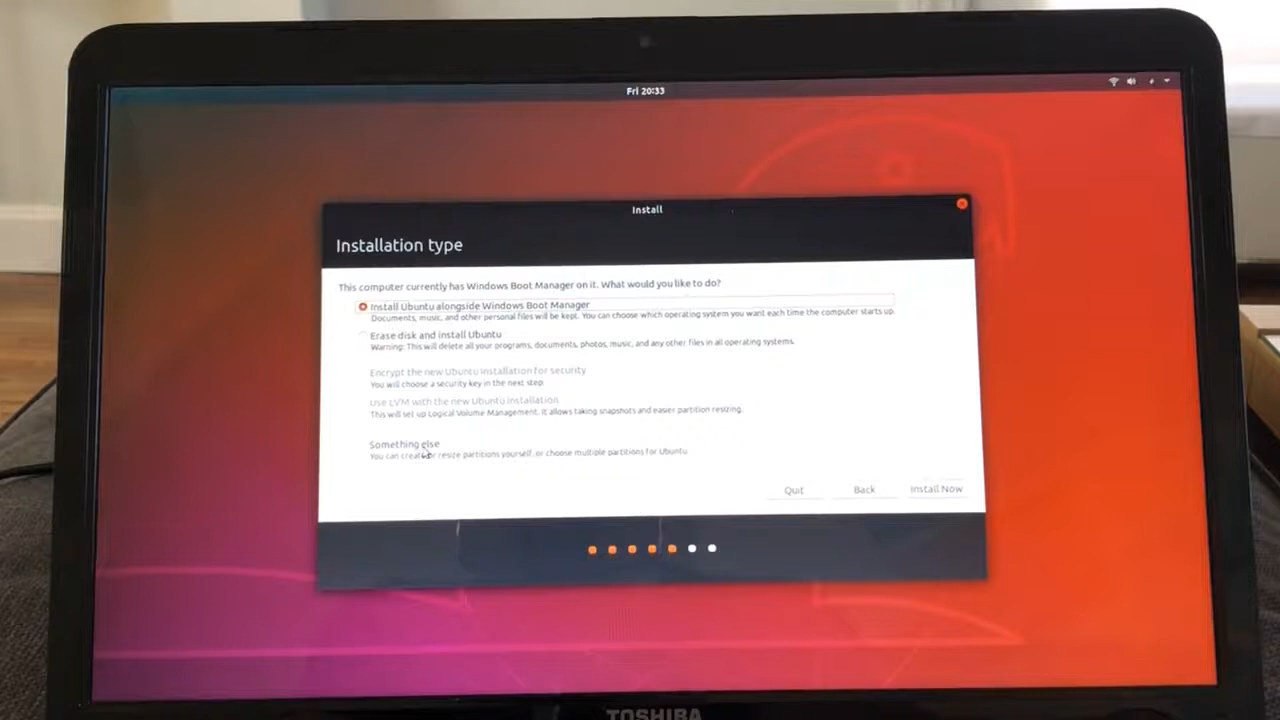 Fri 20:33
Install
Installation type
This computer currently has Windows Boot Manager on it. What would you like to do?
Install Ubuntu alongside Windows Boot Manager
Documents, music, and other personal files will be kept. You can choose which operating system you want each time the computer starts up.
Erase disk and install Ubuntu
Warning: This will delete all your programs, documents, photos, music, and any other files in all operating systems.
Encrypt the new Ubuntu installation for security
You will choose a security key in the next step.
Use LVM with the new Ubuntu installation
This will set up Logical Volume Management. It allows taking snapshots and easier partition resizing.
Something else
You can create or resize partitions yourself, or choose multiple partitions for Ubuntu.
Quit
Back
Install Now
TOSHIBA